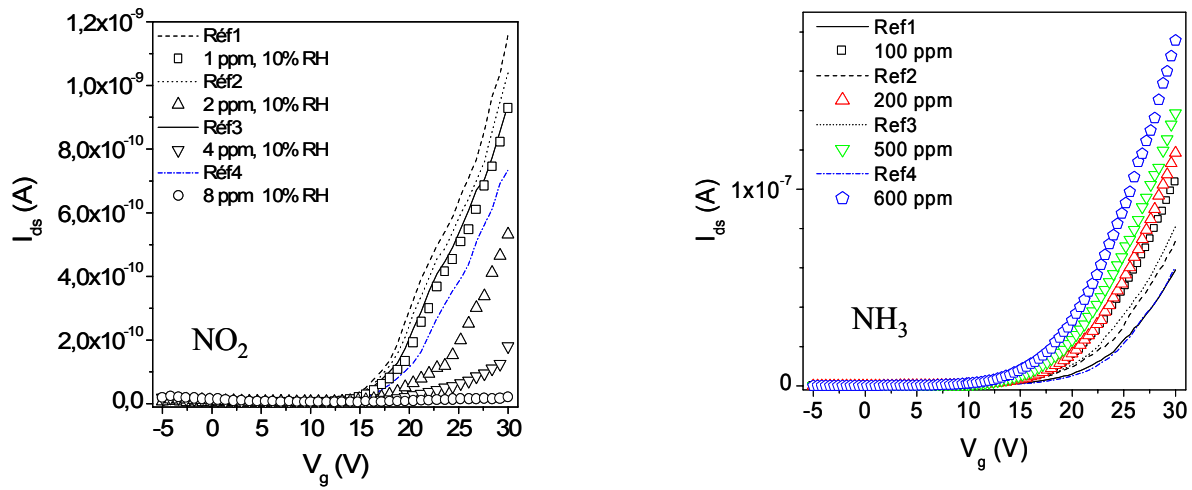 1,2x10⁻⁹
1,0x10⁻⁹
8,0x10⁻¹⁰
6,0x10⁻¹⁰
4,0x10⁻¹⁰
2,0x10⁻¹⁰
0,0
I_ds (A)
Réf1
1 ppm, 10% RH
Réf2
2 ppm, 10% RH
Réf3
4 ppm, 10% RH
Réf4
8 ppm 10% RH
NO₂
-5 0 5 10 15 20 25 30
V_g (V)
1x10⁻⁷
0
I_ds (A)
Ref1
100 ppm
Ref2
200 ppm
Ref3
500 ppm
Ref4
600 ppm
NH₃
-5 0 5 10 15 20 25 30
V_g (V)